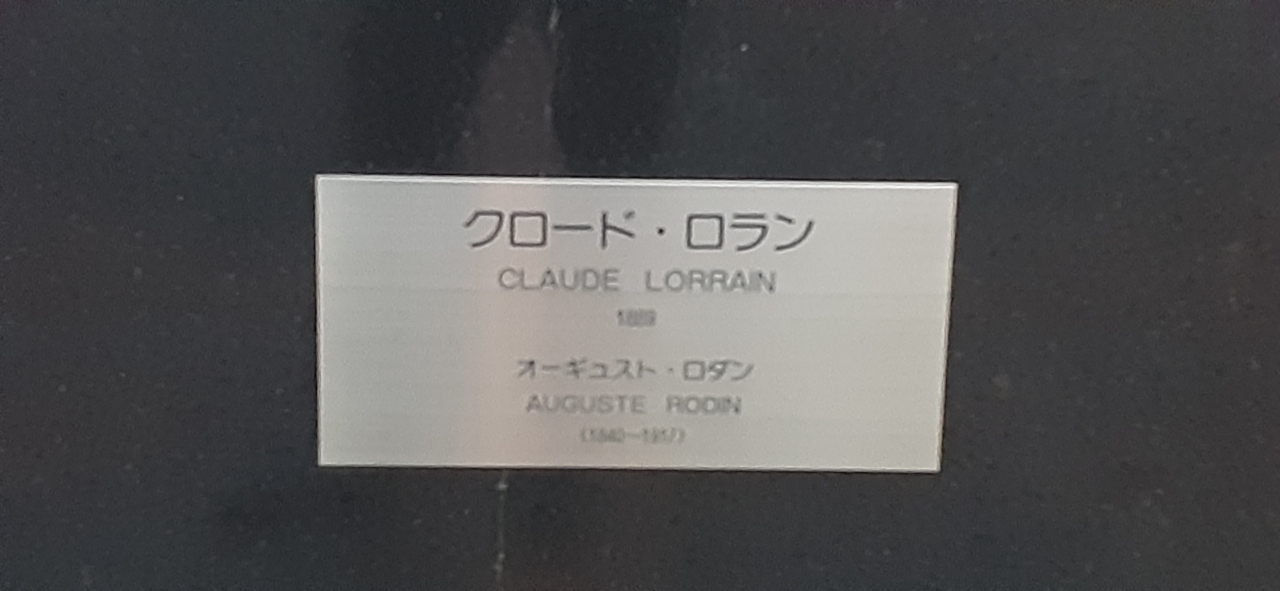 クロード・ロラン
CLAUDE LORRAIN
1889
オーギュスト・ロダン
AUGUSTE RODIN
(1840〜1917)